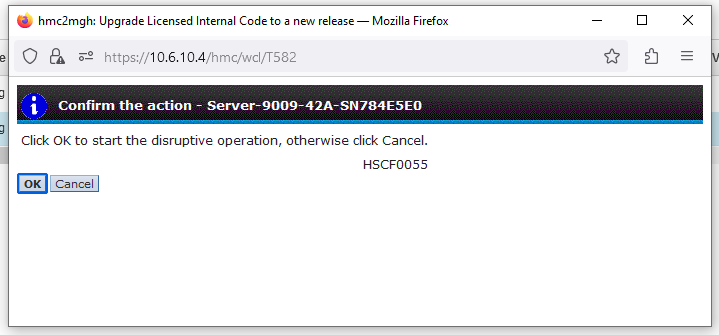 hmc2mgh: Upgrade Licensed Internal Code to a new release — Mozilla Firefox
https://10.6.10.4/hmc/wcl/T582
Confirm the action - Server-9009-42A-SN784E5E0
Click OK to start the disruptive operation, otherwise click Cancel.
HSCF0055
OK Cancel